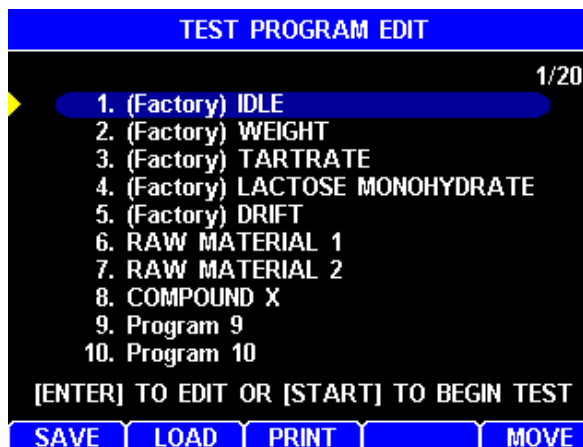 TEST PROGRAM EDIT
1/20
1. (Factory) IDLE
2. (Factory) WEIGHT
3. (Factory) TARTRATE
4. (Factory) LACTOSE MONOHYDRATE
5. (Factory) DRIFT
6. RAW MATERIAL 1
7. RAW MATERIAL 2
8. COMPOUND X
9. Program 9
10. Program 10
[ENTER] TO EDIT OR [START] TO BEGIN TEST
SAVE LOAD PRINT MOVE